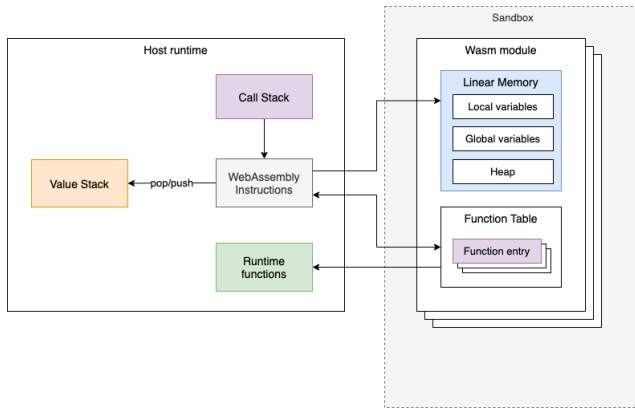 Sandbox
Host runtime
Wasm module
Call Stack
Linear Memory
Local variables
Global variables
Heap
Value Stack
pop/push
WebAssembly
Instructions
Function Table
Function entry
Runtime
functions